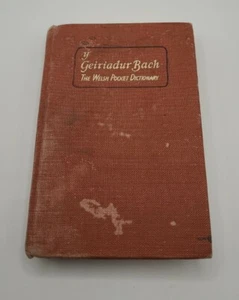 Y
Geiriadur Bach
THE WELSH POCKET DICTIONARY